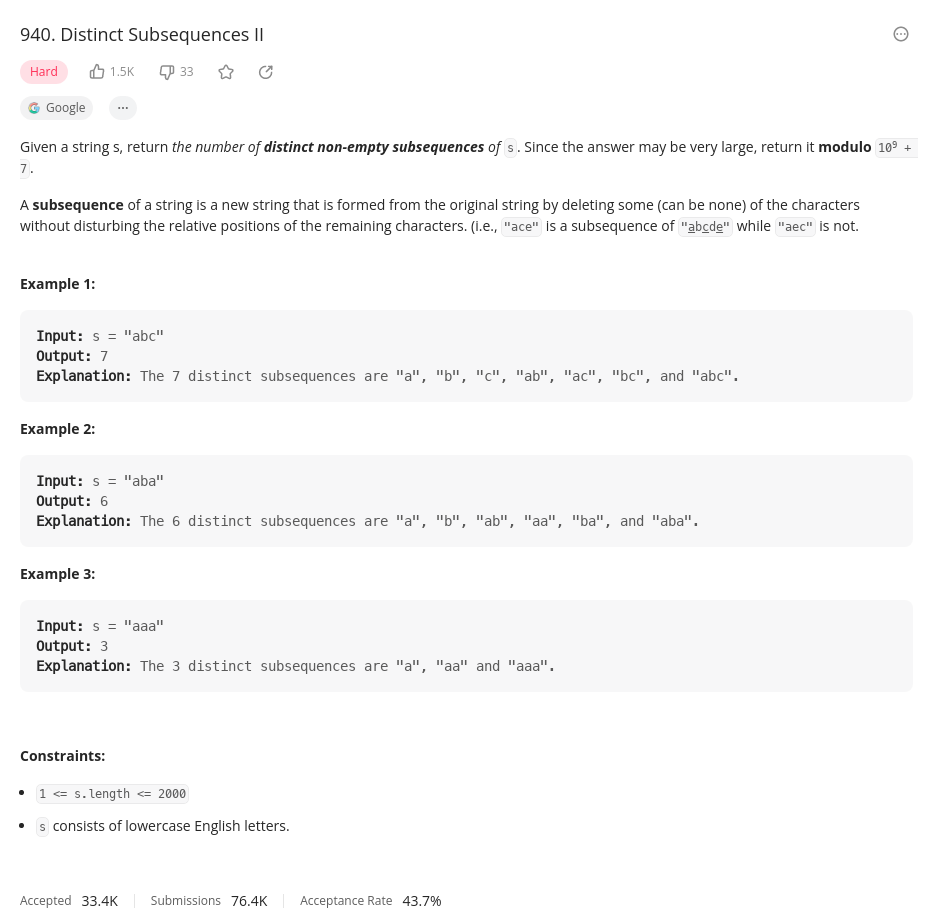 940. Distinct Subsequences II
Hard 1.5K 33
Google ...
Given a string s, return the number of distinct non-empty subsequences of s. Since the answer may be very large, return it modulo 10⁹ +
7.
A subsequence of a string is a new string that is formed from the original string by deleting some (can be none) of the characters
without disturbing the relative positions of the remaining characters. (i.e., "ace" is a subsequence of "abcde" while "aec" is not.
Example 1:
Input: s = "abc"
Output: 7
Explanation: The 7 distinct subsequences are "a", "b", "c", "ab", "ac", "bc", and "abc".
Example 2:
Input: s = "aba"
Output: 6
Explanation: The 6 distinct subsequences are "a", "b", "ab", "aa", "ba", and "aba".
Example 3:
Input: s = "aaa"
Output: 3
Explanation: The 3 distinct subsequences are "a", "aa" and "aaa".
Constraints:
• 1 <= s.length <= 2000
• s consists of lowercase English letters.
Accepted 33.4K Submissions 76.4K Acceptance Rate 43.7%